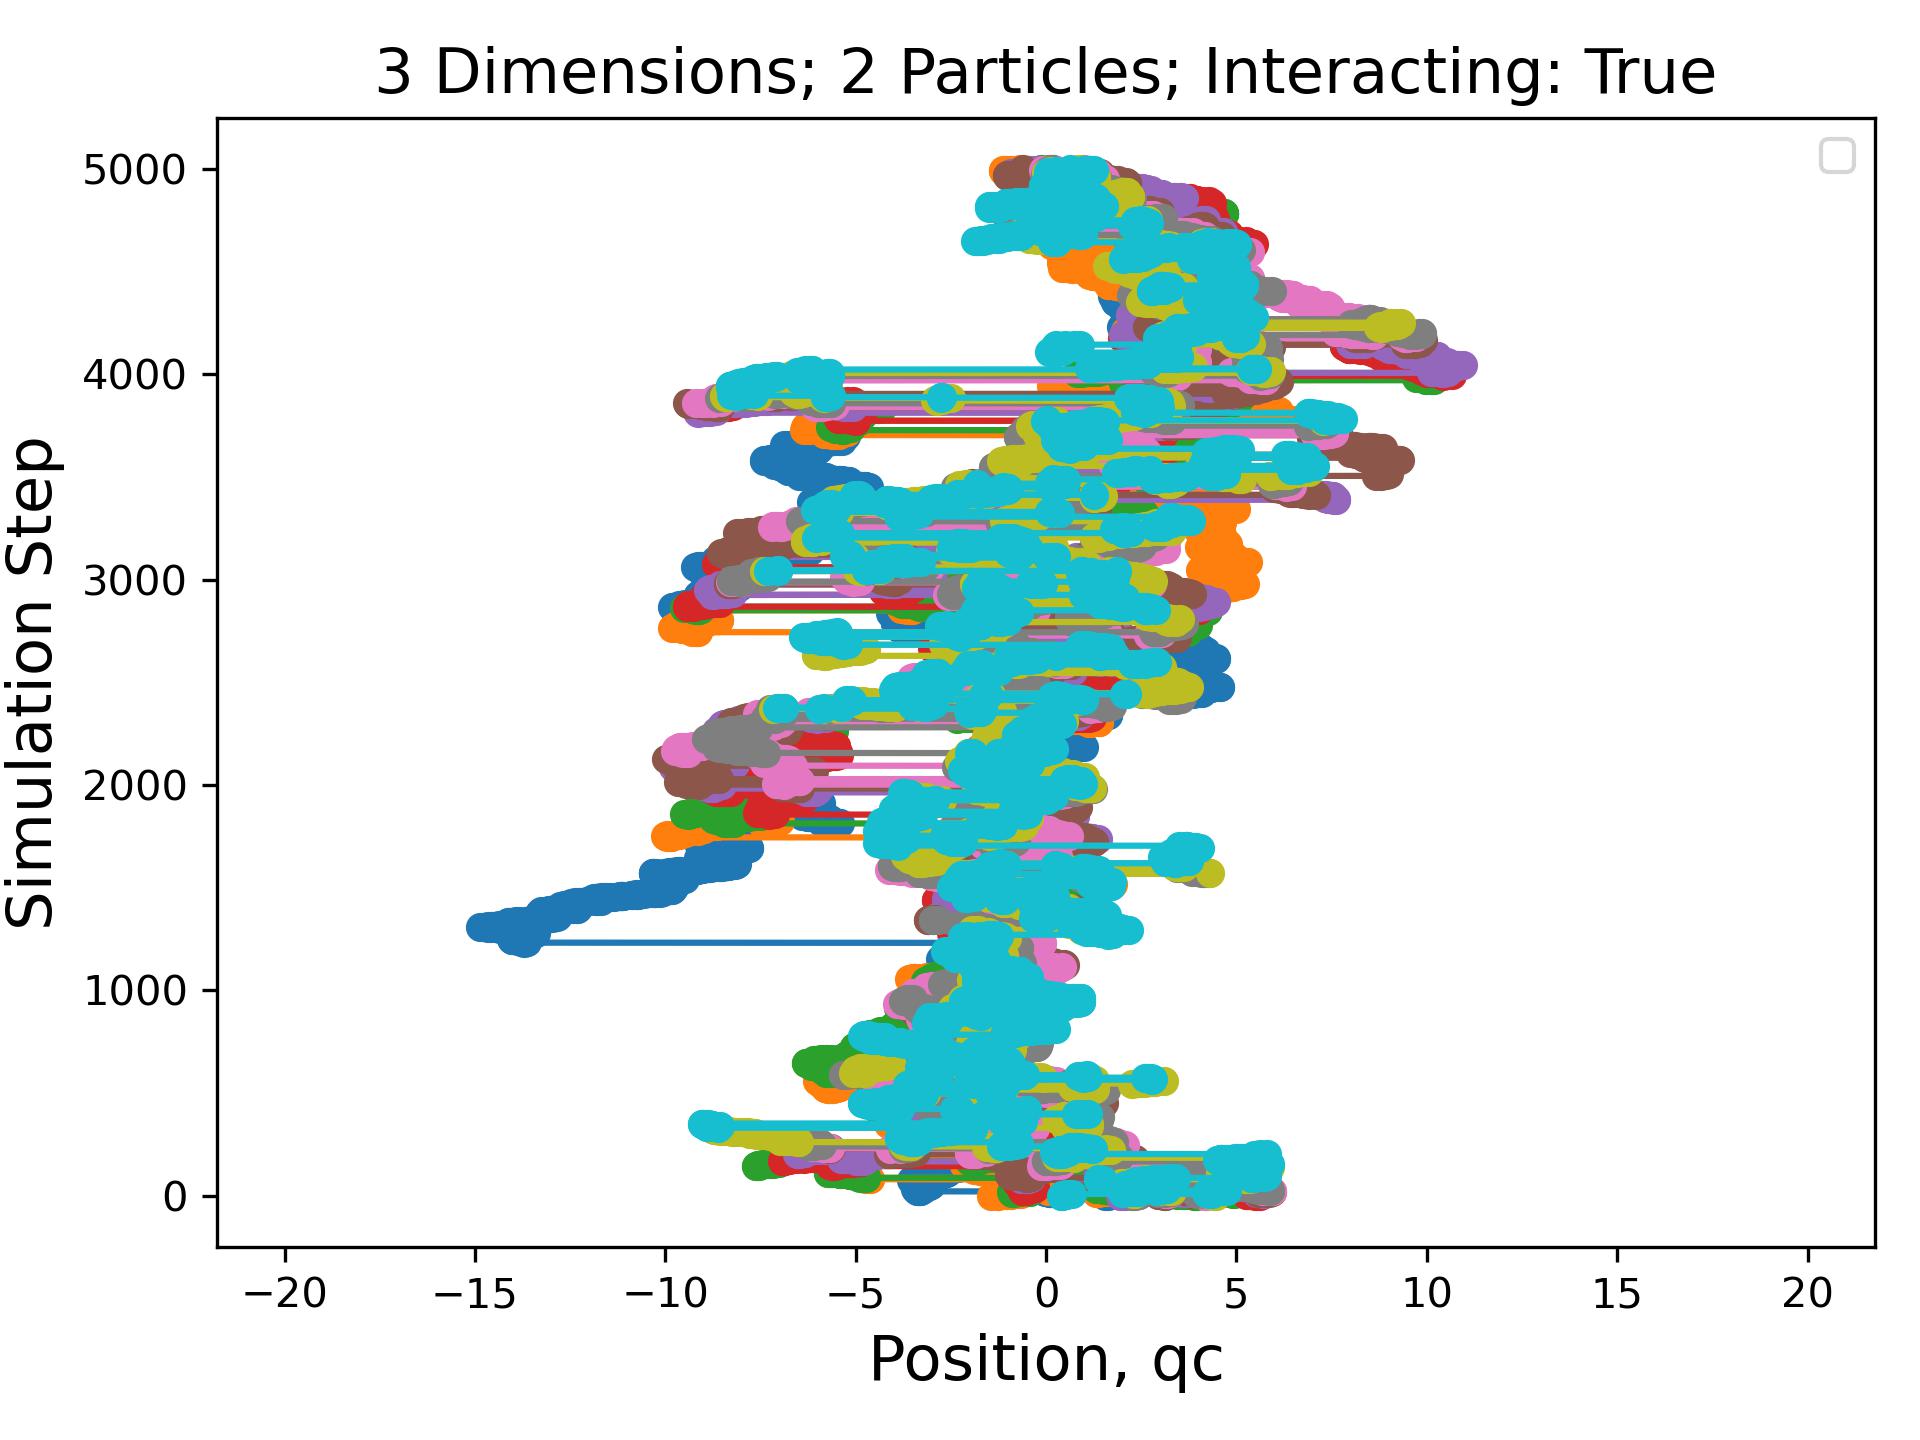 3 Dimensions; 2 Particles; Interacting: True
Simulation Step
5000
4000
3000
2000
1000
0
−20 −15 −10 −5 0 5 10 15 20
Position, qc